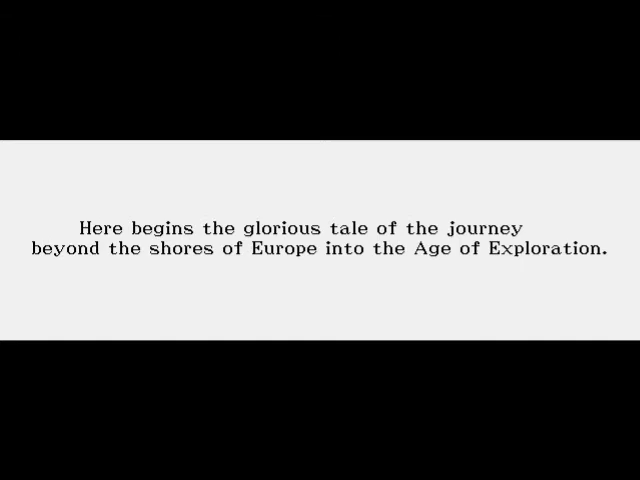 Here begins the glorious tale of the journey
beyond the shores of Europe into the Age of Exploration.